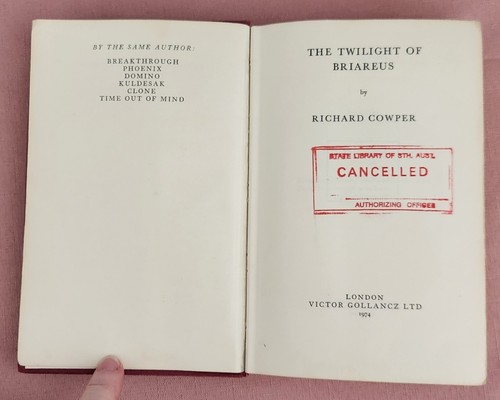 BY THE SAME AUTHOR:
BREAKTHROUGH
PHOENIX
DOMINO
KULDESAK
CLONE
TIME OUT OF MIND
THE TWILIGHT OF
BRIAREUS
by
RICHARD COWPER
STATE LIBRARY OF STH. AUST.
CANCELLED
AUTHORIZING OFFICER
LONDON
VICTOR GOLLANCZ LTD
1974